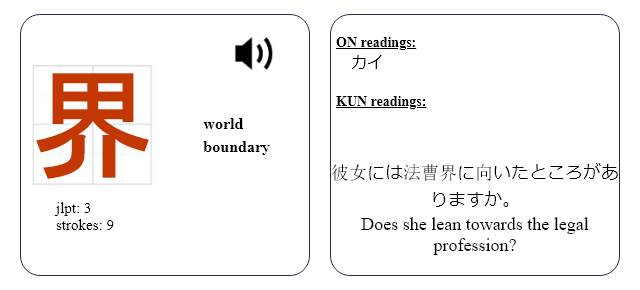 界
world
boundary
jlpt: 3
strokes: 9
ON readings:
カイ
KUN readings:
彼女には法曹界に向いたところがあ
りますか。
Does she lean towards the legal
profession?